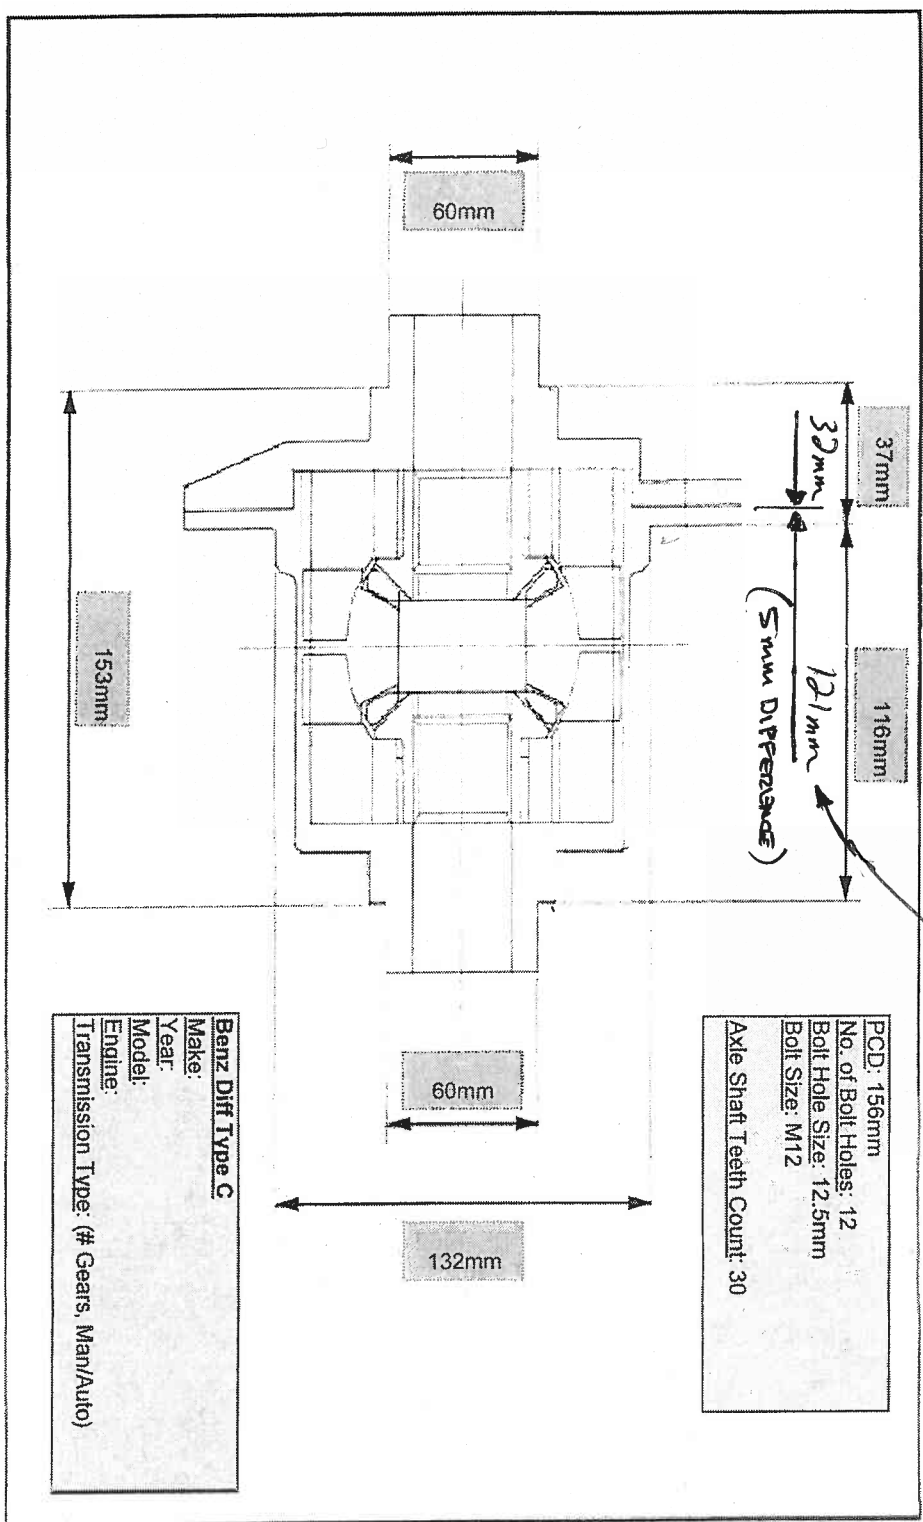 37mm
116mm
32mm
121mm
(5mm DIFFERENCE)
60mm
60mm
132mm
153mm
PCD: 156mm
No. of Bolt Holes: 12
Bolt Hole Size: 12.5mm
Bolt Size: M12
Axle Shaft Teeth Count: 30
Benz Diff Type C
Make:
Year:
Model:
Engine:
Transmission Type: (# Gears, Man/Auto)